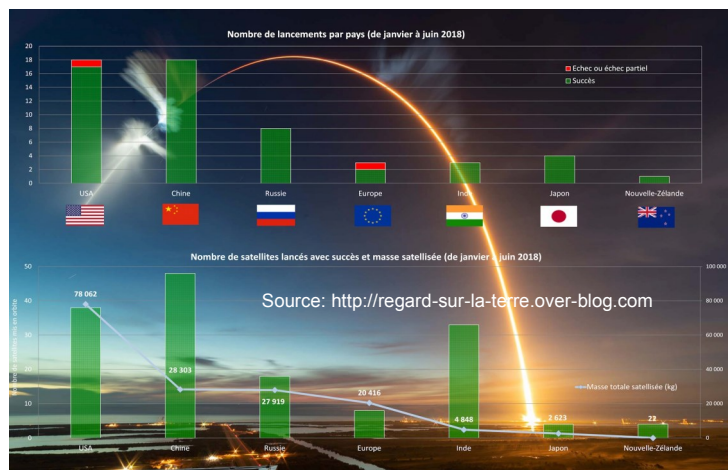 Nombre de lancements par pays (de janvier à juin 2018)
20
18
16
14
12
10
8
6
4
2
0
Echec ou échec partiel
Succès
USA
Chine
Russie
Europe
Inde
Japon
Nouvelle-Zélande
Nombre de satellites lancés avec succès et masse satellisée (de janvier à juin 2018)
50
40
30
20
10
0
100 000
80 000
60 000
40 000
20 000
0
78 062
28 303
27 919
20 416
4 848
2 623
Source: http://regard-sur-la-terre.over-blog.com
Masse totale satellisée (kg)
USA
Chine
Russie
Europe
Inde
Japon
Nouvelle-Zélande